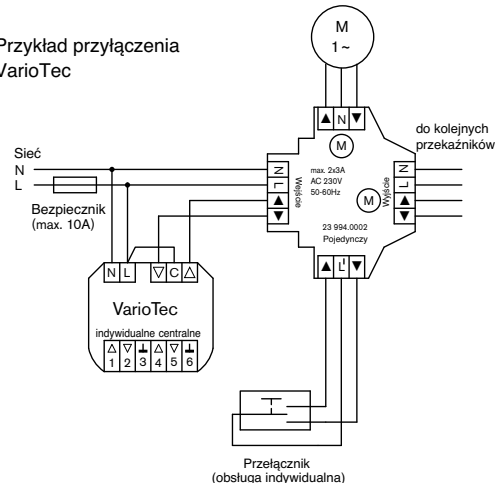 Przykład przyłączenia
VarioTec
M
1~
▲ N ▼
M
do kolejnych
przekaźników
Sieć
N
L
Bezpiecznik
(max. 10A)
N
L
▲
▼
Wejście
max. 2x3A
AC 230V
50-60Hz
M
Wyjście
N
L
▲
▼
23 994.0002
Pojedynczy
▲ L' ▼
N L ▽ C △
VarioTec
indywidualne centralne
△ ▽ ⊥ △ ▽ ⊥
1 2 3 4 5 6
Przełącznik
(obsługa indywidualna)